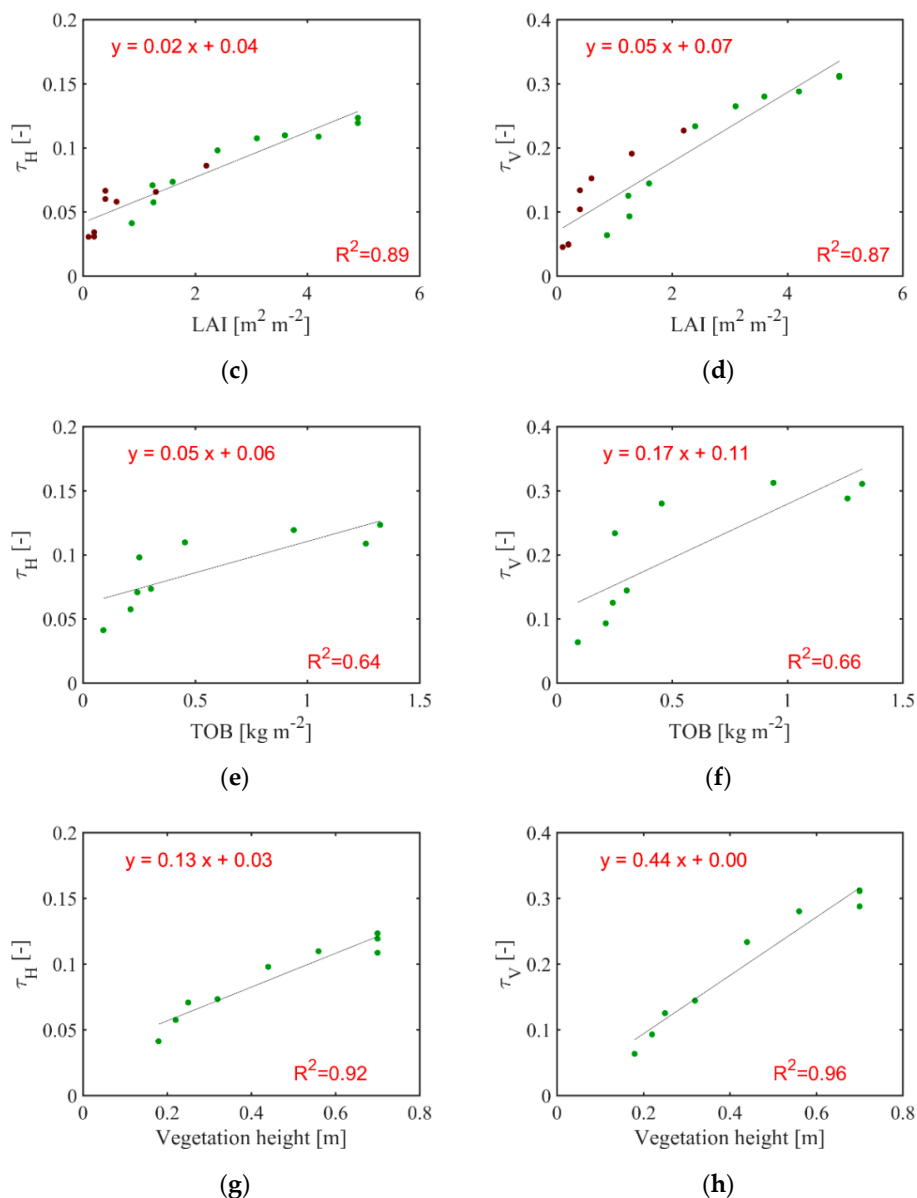 0.2
y = 0.02 x + 0.04
0.15
τH [-]
0.1
0.05
R2=0.89
0
0 2 4 6
LAI [m2 m-2]
(c)
0.4
y = 0.05 x + 0.07
0.3
τV [-]
0.2
0.1
R2=0.87
0
0 2 4 6
LAI [m2 m-2]
(d)
0.2
y = 0.05 x + 0.06
0.15
τH [-]
0.1
0.05
R2=0.64
0
0 0.5 1 1.5
TOB [kg m-2]
(e)
0.4
y = 0.17 x + 0.11
0.3
τV [-]
0.2
0.1
R2=0.66
0
0 0.5 1 1.5
TOB [kg m-2]
(f)
0.2
y = 0.13 x + 0.03
0.15
τH [-]
0.1
0.05
R2=0.92
0
0 0.2 0.4 0.6 0.8
Vegetation height [m]
(g)
0.4
y = 0.44 x + 0.00
0.3
τV [-]
0.2
0.1
R2=0.96
0
0 0.2 0.4 0.6 0.8
Vegetation height [m]
(h)